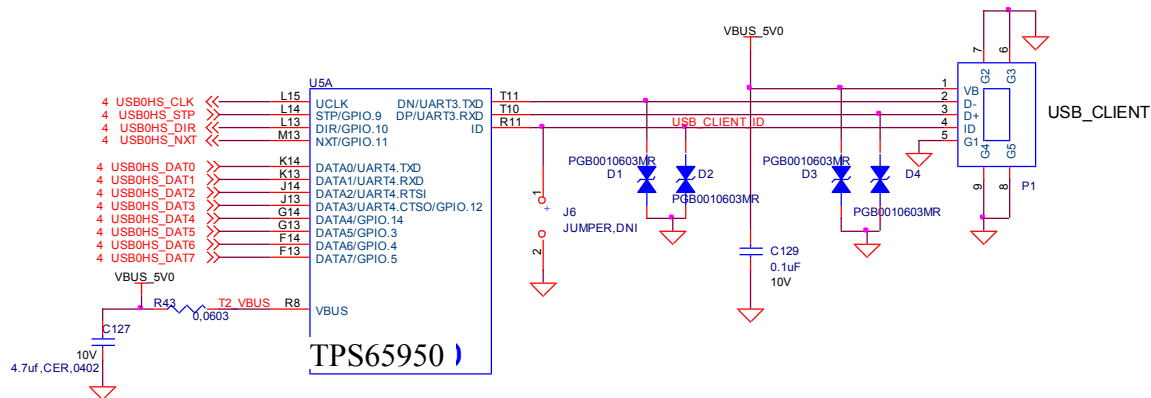 VBUS_5V0
7
6
G2
G3
U5A
4 USB0HS_CLK L15 UCLK DN/UART3.TXD T11 1 VB
4 USB0HS_STP L14 STP/GPIO.9 DP/UART3.RXD T10 2 D-
4 USB0HS_DIR L13 DIR/GPIO.10 ID R11 USB_CLIENT_ID 3 D+ USB_CLIENT
4 USB0HS_NXT M13 NXT/GPIO.11 4 ID
5 G1
G4
G5
4 USB0HS_DAT0 K14 DATA0/UART4.TXD
4 USB0HS_DAT1 K13 DATA1/UART4.RXD
4 USB0HS_DAT2 J14 DATA2/UART4.RTSI
4 USB0HS_DAT3 J13 DATA3/UART4.CTSO/GPIO.12
4 USB0HS_DAT4 G14 DATA4/GPIO.14
4 USB0HS_DAT5 G13 DATA5/GPIO.3
4 USB0HS_DAT6 F14 DATA6/GPIO.4
4 USB0HS_DAT7 F13 DATA7/GPIO.5
PGB0010603MR
D1
D2
PGB0010603MR
PGB0010603MR
D3
D4
PGB0010603MR
9
8
P1
1
+
J6
JUMPER,DNI
2
C129
0.1uF
10V
VBUS_5V0
R43 T2_VBUS R8 VBUS
0,0603
C127
10V
4.7uf,CER,0402
TPS65950